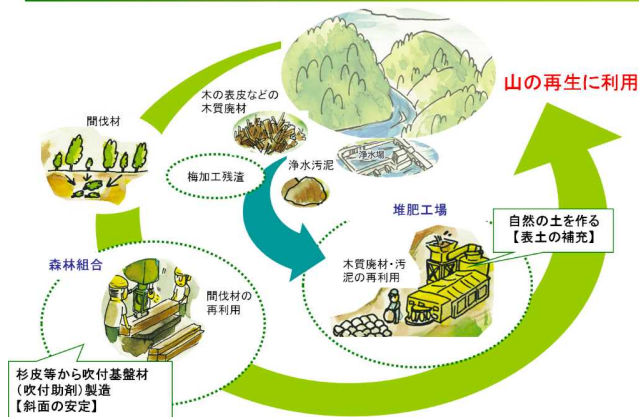 山の再生に利用
木の表皮などの
木質廃材
間伐材
浄水場
浄水汚泥
梅加工残渣
堆肥工場
自然の土を作る
【表土の補充】
森林組合
木質廃材・汚
泥の再利用
間伐材の
再利用
杉皮等から吹付基盤材
(吹付助剤)製造
【斜面の安定】